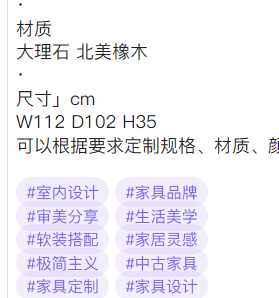 ·
材质
大理石 北美橡木
·
尺寸」cm
W112 D102 H35
可以根据要求定制规格、材质、
#室内设计 #家具品牌
#审美分享 #生活美学
#软装搭配 #家居灵感
#极简主义 #中古家具
#家具定制 #家具设计